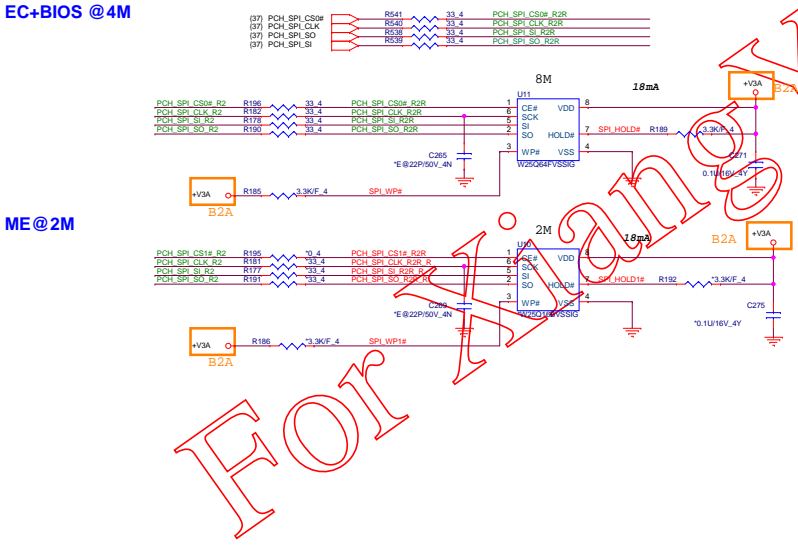 EC+BIOS @4M
(37) PCH_SPI_CS0# R541 33_4 PCH_SPI_CS0#_R2R
(37) PCH_SPI_CLK R540 33_4 PCH_SPI_CLK_R2R
(37) PCH_SPI_SO R538 33_4 PCH_SPI_SI_R2R
(37) PCH_SPI_SI R539 33_4 PCH_SPI_SO_R2R
8M
18mA
+V3A
B2A
U11
PCH_SPI_CS0#_R2 R196 33_4 PCH_SPI_CS0#_R2R 1 CE# VDD 8
PCH_SPI_CLK_R2 R182 33_4 PCH_SPI_CLK_R2R 6 SCK
PCH_SPI_SI_R2 R178 33_4 PCH_SPI_SI_R2R 5 SI
PCH_SPI_SO_R2 R190 33_4 PCH_SPI_SO_R2R 2 SO HOLD# 7 SPI_HOLD# R189 3.3K/F_4
3 WP# VSS 4
W25Q64FVSSIG
C265
*E@22P/50V_4N
C271
0.1U/16V_4Y
+V3A R185 3.3K/F_4 SPI_WP#
B2A
ME@2M
2M
18mA
+V3A
B2A
U10
PCH_SPI_CS1#_R2 R195 *0_4 PCH_SPI_CS1#_R2R 1 CE# VDD 8
PCH_SPI_CLK_R2 R181 *33_4 PCH_SPI_CLK_R2R_R 6 SCK
PCH_SPI_SI_R2 R177 *33_4 PCH_SPI_SI_R2R_R 5 SI
PCH_SPI_SO_R2 R191 *33_4 PCH_SPI_SO_R2R_R 2 SO HOLD# 7 SPI_HOLD1# R192 *3.3K/F_4
3 WP# VSS 4
C269
*E@22P/50V_4N
C275
*0.1U/16V_4Y
+V3A R186 *3.3K/F_4 SPI_WP1#
B2A